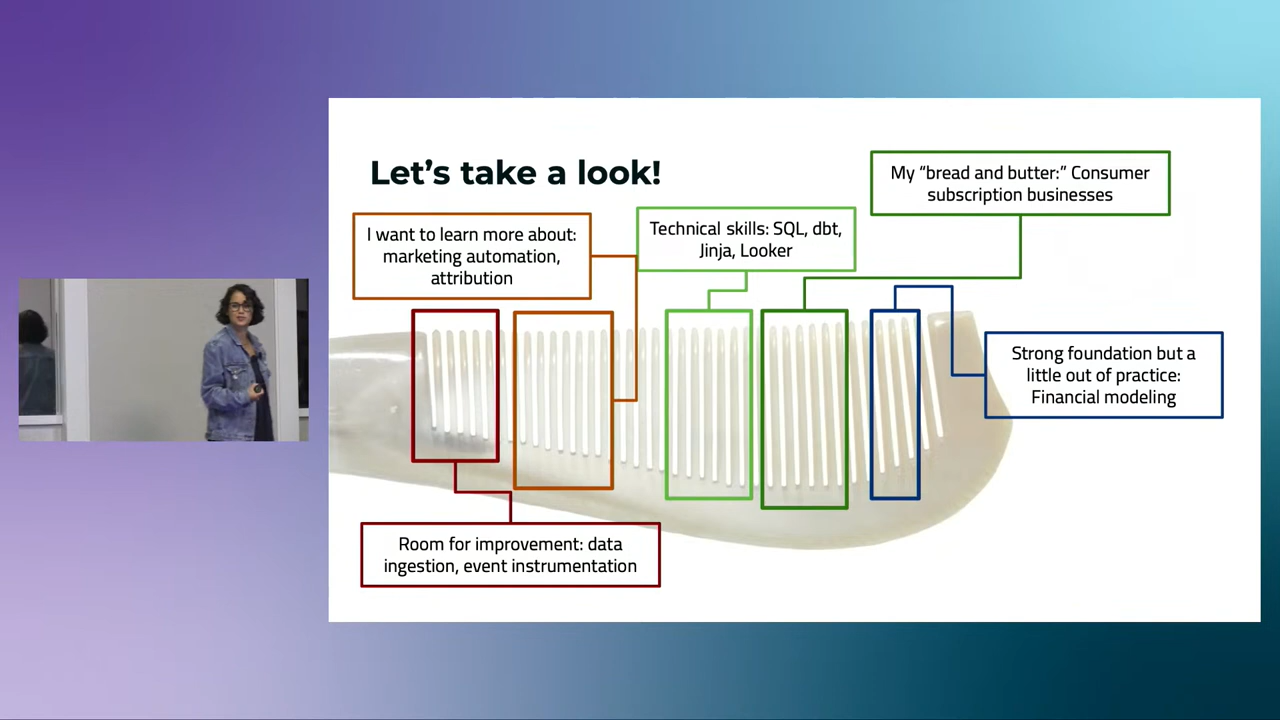 Let's take a look!
I want to learn more about:
marketing automation,
attribution
Technical skills: SQL, dbt,
Jinja, Looker
My “bread and butter:” Consumer
subscription businesses
Strong foundation but a
little out of practice:
Financial modeling
Room for improvement: data
ingestion, event instrumentation